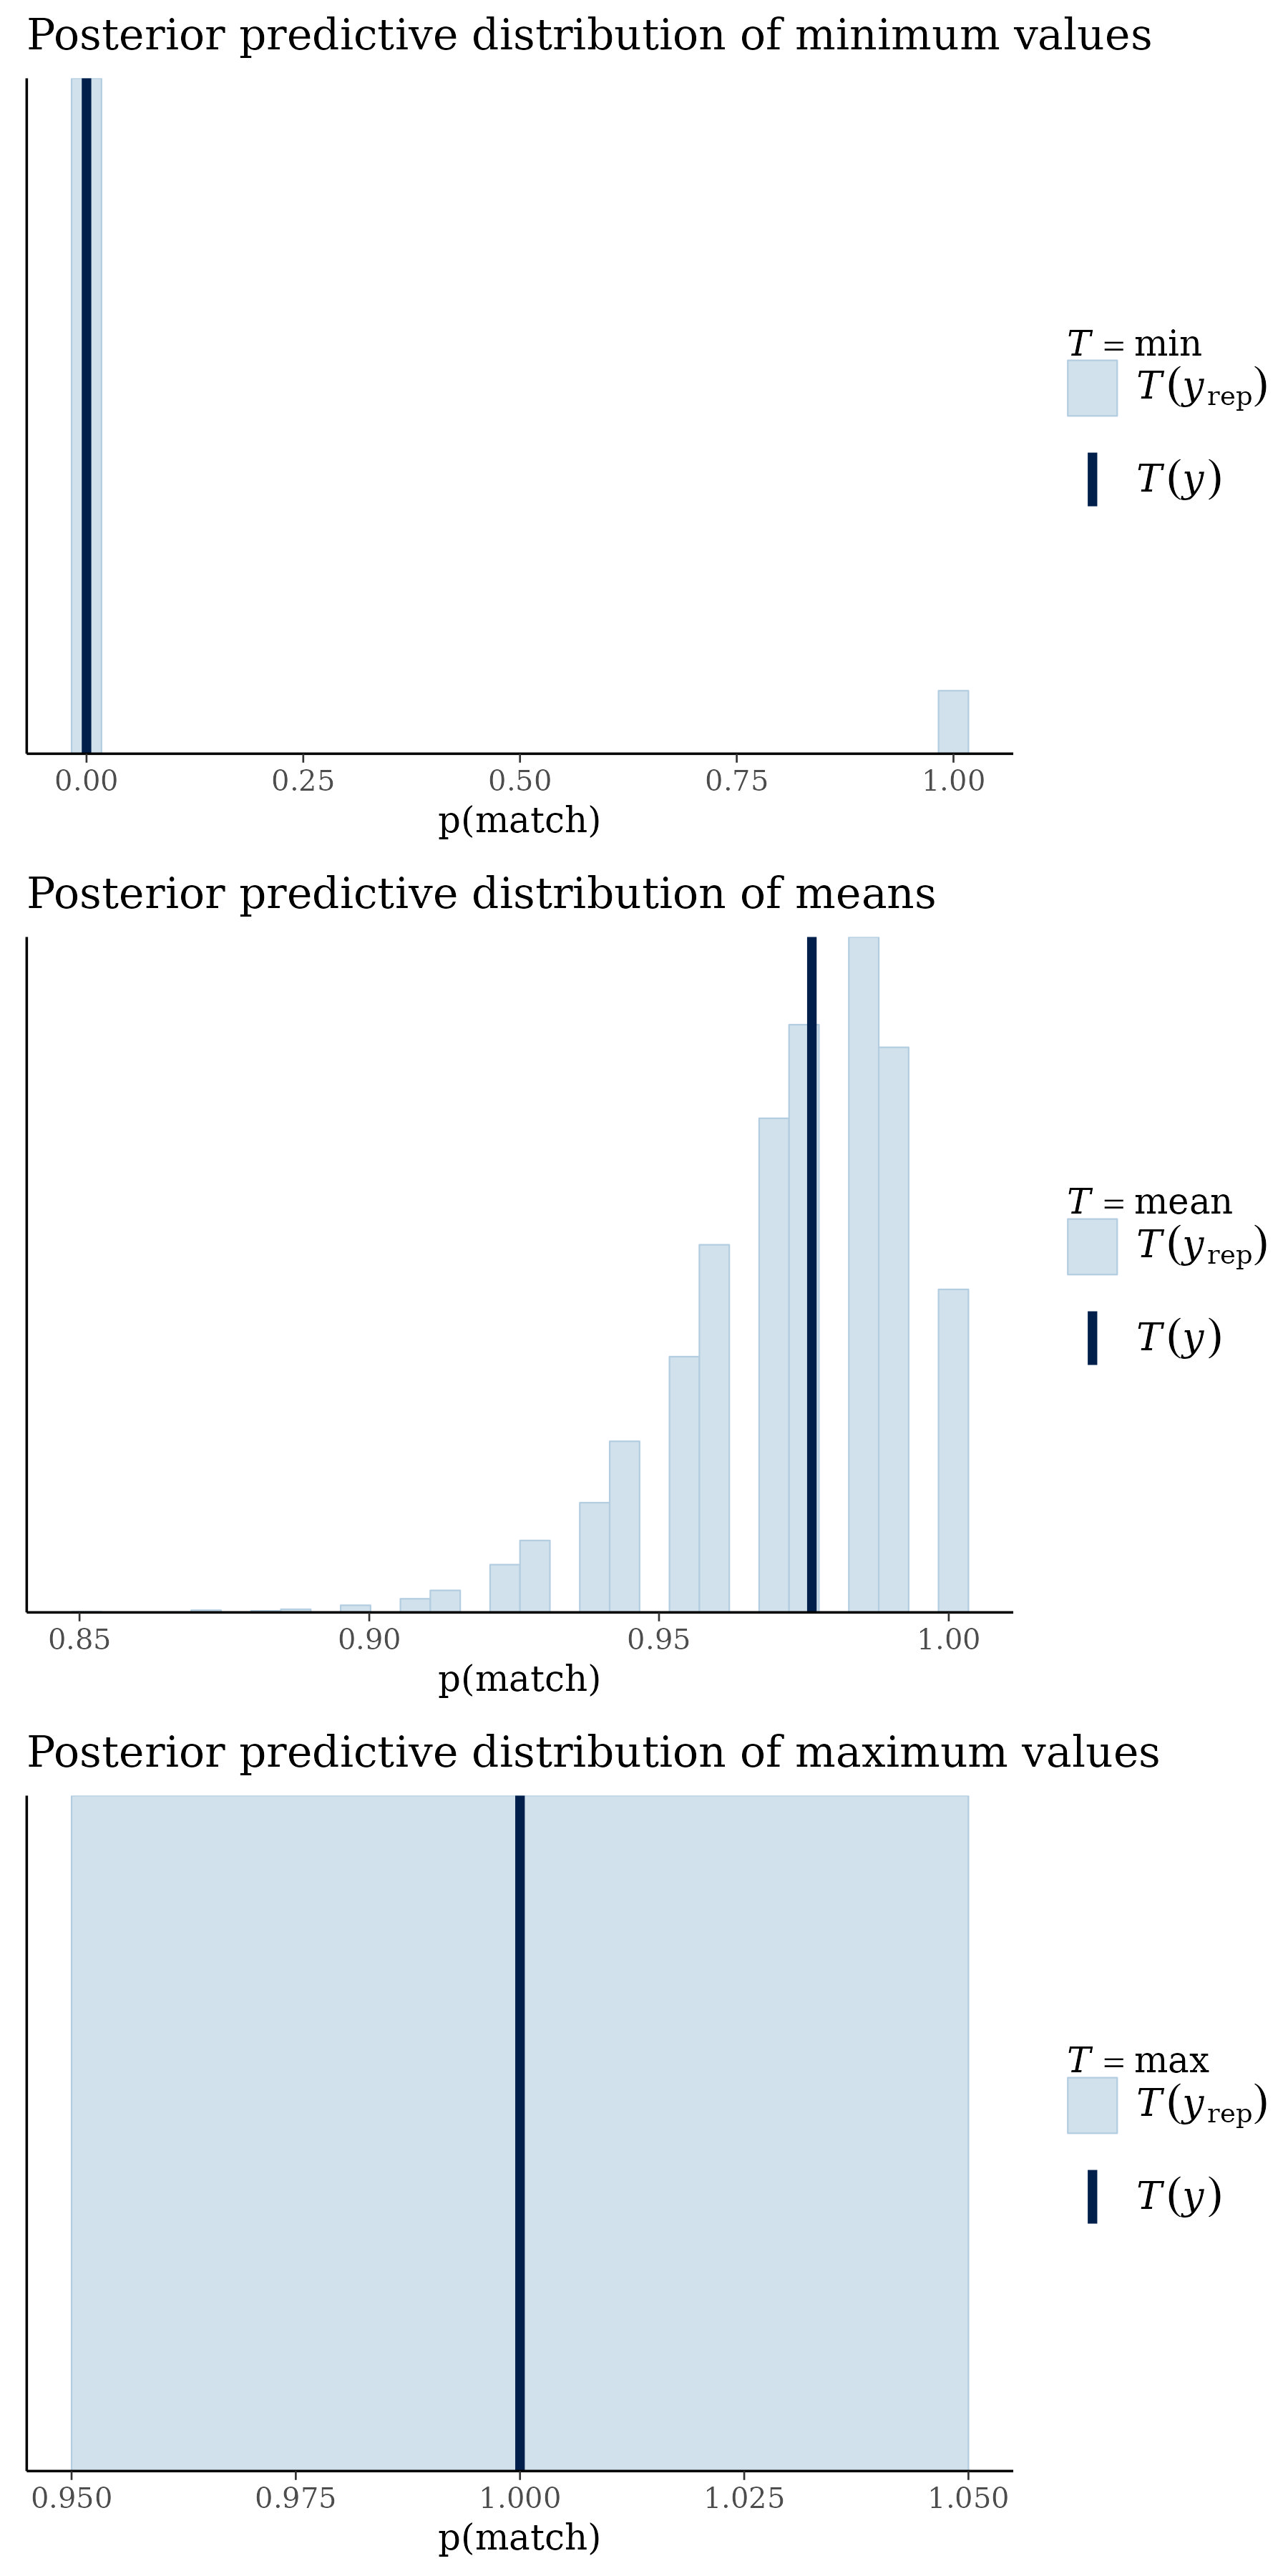 Posterior predictive distribution of minimum values
T = min
T(yrep)
T(y)
0.00 0.25 0.50 0.75 1.00
p(match)
Posterior predictive distribution of means
T = mean
T(yrep)
T(y)
0.85 0.90 0.95 1.00
p(match)
Posterior predictive distribution of maximum values
T = max
T(yrep)
T(y)
0.950 0.975 1.000 1.025 1.050
p(match)